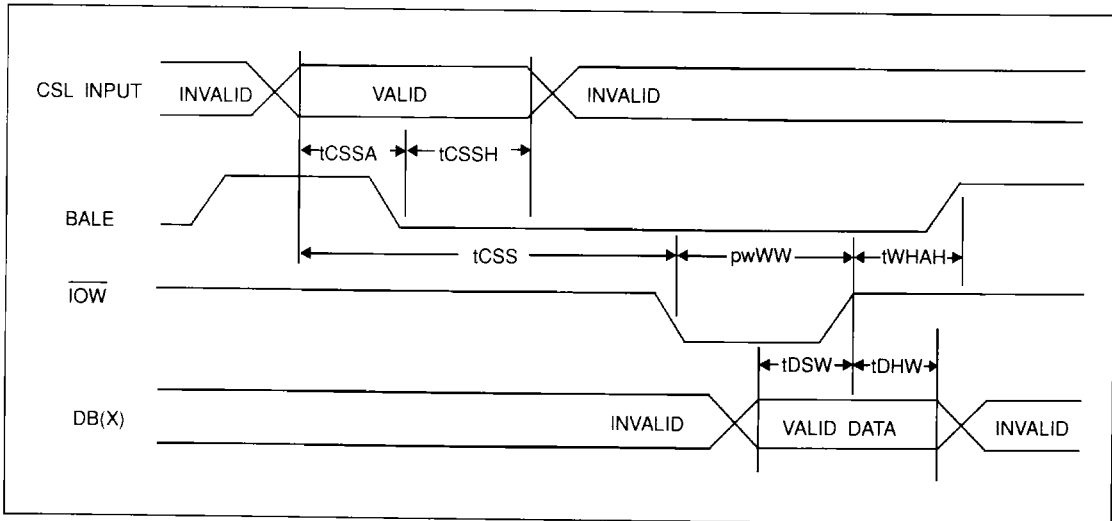 CSL INPUT INVALID VALID INVALID
tCSSA tCSSH
BALE
tCSS pwWW tWHAH
IOW
tDSW tDHW
DB(X) INVALID VALID DATA INVALID